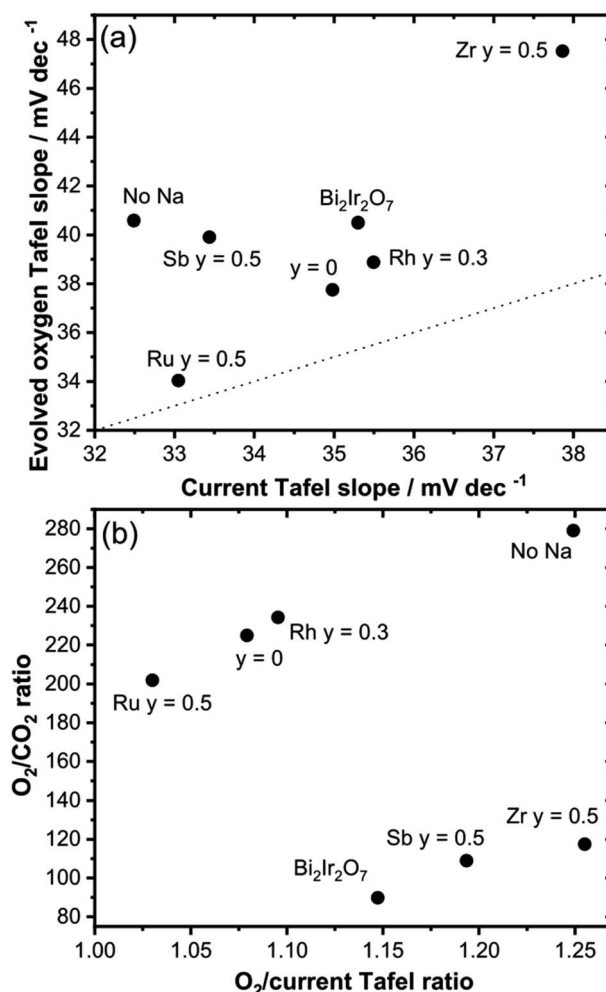 (a)
Evolved oxygen Tafel slope / mV dec⁻¹
48
46
44
42
40
38
36
34
32
Zr y = 0.5
No Na
Bi₂Ir₂O₇
Sb y = 0.5
y = 0
Rh y = 0.3
Ru y = 0.5
32 33 34 35 36 37 38
Current Tafel slope / mV dec ⁻¹
(b)
O₂/CO₂ ratio
280
260
240
220
200
180
160
140
120
100
80
No Na
Rh y = 0.3
y = 0
Ru y = 0.5
Zr y = 0.5
Sb y = 0.5
Bi₂Ir₂O₇
1.00 1.05 1.10 1.15 1.20 1.25
O₂/current Tafel ratio